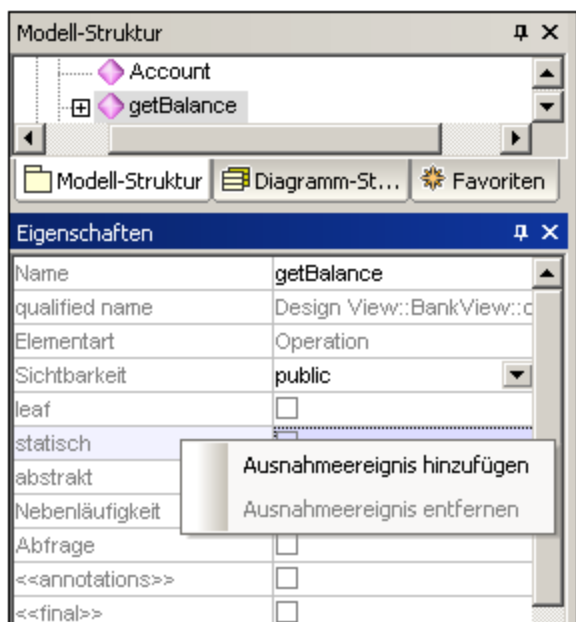 Modell-Struktur
Account
getBalance
Modell-Struktur Diagramm-St... Favoriten
Eigenschaften
Name getBalance
qualified name Design View::BankView::c
Elementart Operation
Sichtbarkeit public
leaf
statisch
abstrakt
Ausnahmeereignis hinzufügen
Nebenläufigkeit
Ausnahmeereignis entfernen
Abfrage
<<annotations>>
<<final>>